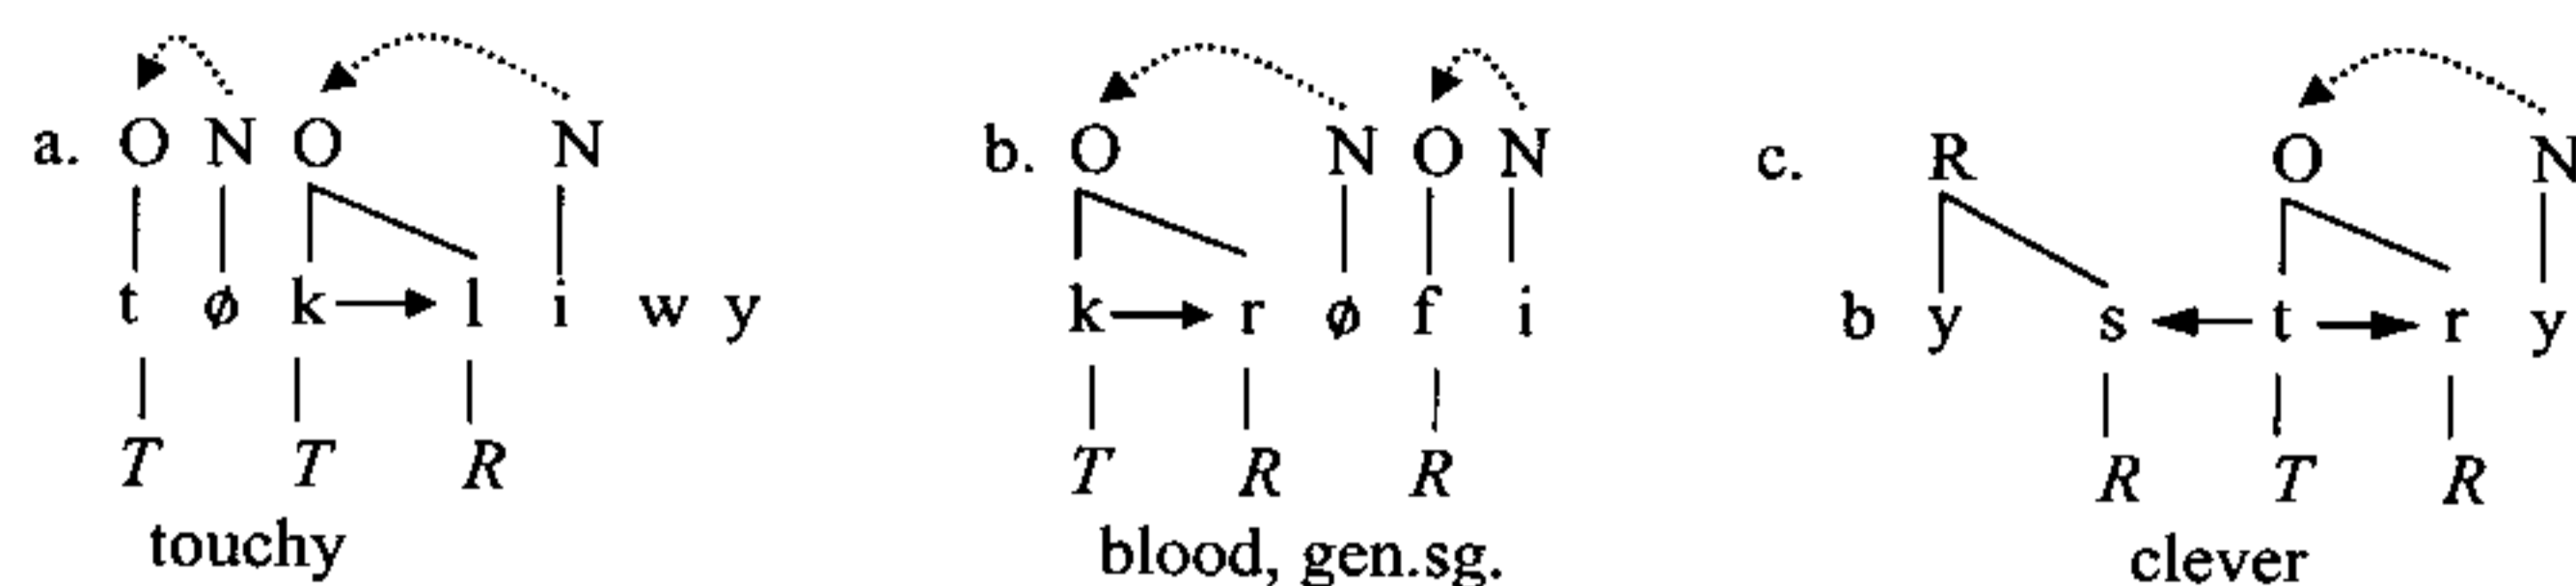 a. O N O N b. O N O N c. R O N
t ø k l i w y k r ø f i b y s t r y
T T R T R R R T R
touchy blood, gen.sg. clever